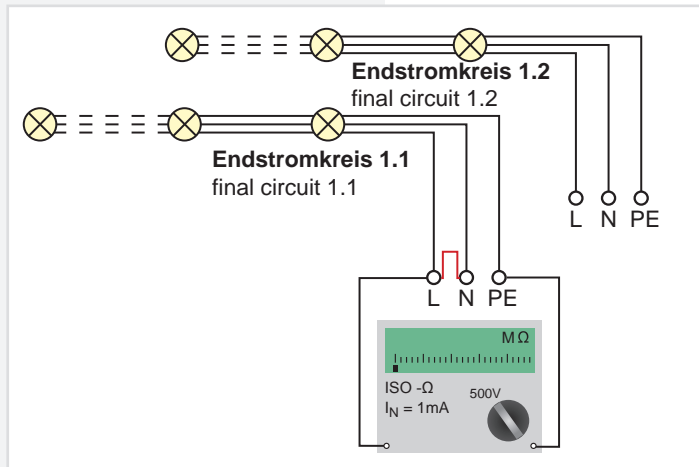 Endstromkreis 1.2
final circuit 1.2
Endstromkreis 1.1
final circuit 1.1
L N PE
L N PE
MΩ
ISO -Ω
500V
IN = 1mA